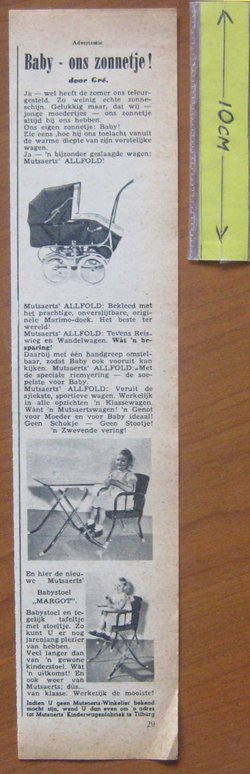 Advertentie
Baby - ons zonnetje!
door Gré.
Ja — wel heeft de zomer ons teleur-
gesteld. Zo weinig echte zonne-
schijn. Gelukkig maar, dat wij —
jonge moedertjes — ons zonnetje
altijd bij ons hebben.
Ons eigen zonnetje: Baby!
Zie eens hoe hij ons toelacht vanuit
de warme diepte van zijn vorstelijke
wagen.
Ja — 'n bijzonder geslaagde wagen:
Mutsaerts' ALLFOLD!
Mutsaerts' ALLFOLD: Bekleed met
het prachtige, onverslijtbare, origi-
nele Marimo-doek. Het beste ter
wereld!
Mutsaerts' ALLFOLD: Tevens Reis-
wieg en Wandelwagen. Wàt 'n be-
sparing!
Daarbij met één handgreep omstel-
baar, zodat Baby ook vooruit kan
kijken. Mutsaerts' ALLFOLD: Met
de speciale riemvering — de soe-
pelste voor Baby.
Mutsaerts' ALLFOLD: Veruit de
sjiekste, sportieve wagen. Werkelijk
in alle opzichten 'n Klassewagen.
Wànt 'n Mutsaertswagen! 'n Genot
voor Moeder en voor Baby ideaal!
Geen Schokje — Geen Stootje!
'n Zwevende vering!
En hier de nieu-
we Mutsaerts'
Babystoel
„MARGOT".
Babystoel en te-
gelijk tafeltje
met stoeltje. Zo
kunt U er nog
jarenlang plezier
van hebben.
Veel langer dan
van 'n gewone
kinderstoel. Wàt
'n uitkomst! En
ook weer van
Mutsaerts; dús...
van klasse. Werkelijk de mooiste!
Indien U geen Mutsaerts-Winkelier bekend
mocht zijn, wend U dan even om 'n adres
tot Mutsaerts' Kinderwagenfabriek te Tilburg
29
10CM